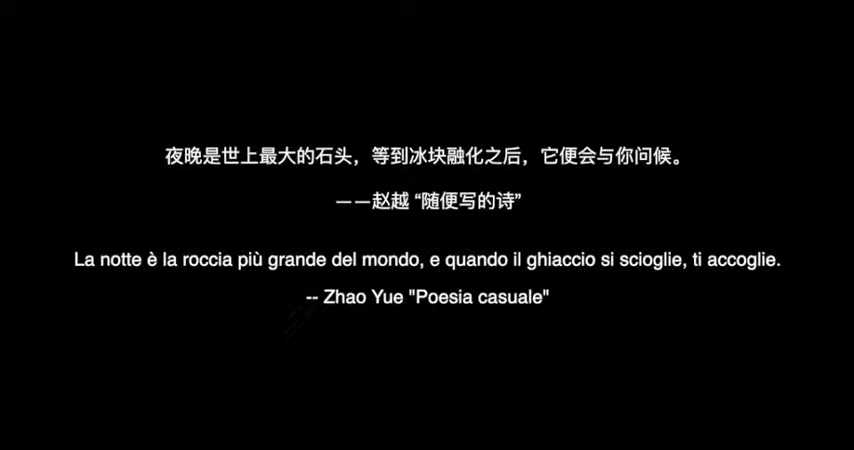 夜晚是世上最大的石头，等到冰块融化之后，它便会与你问候。
——赵越 “随便写的诗”
La notte è la roccia più grande del mondo, e quando il ghiaccio si scioglie, ti accoglie.
-- Zhao Yue "Poesia casuale"